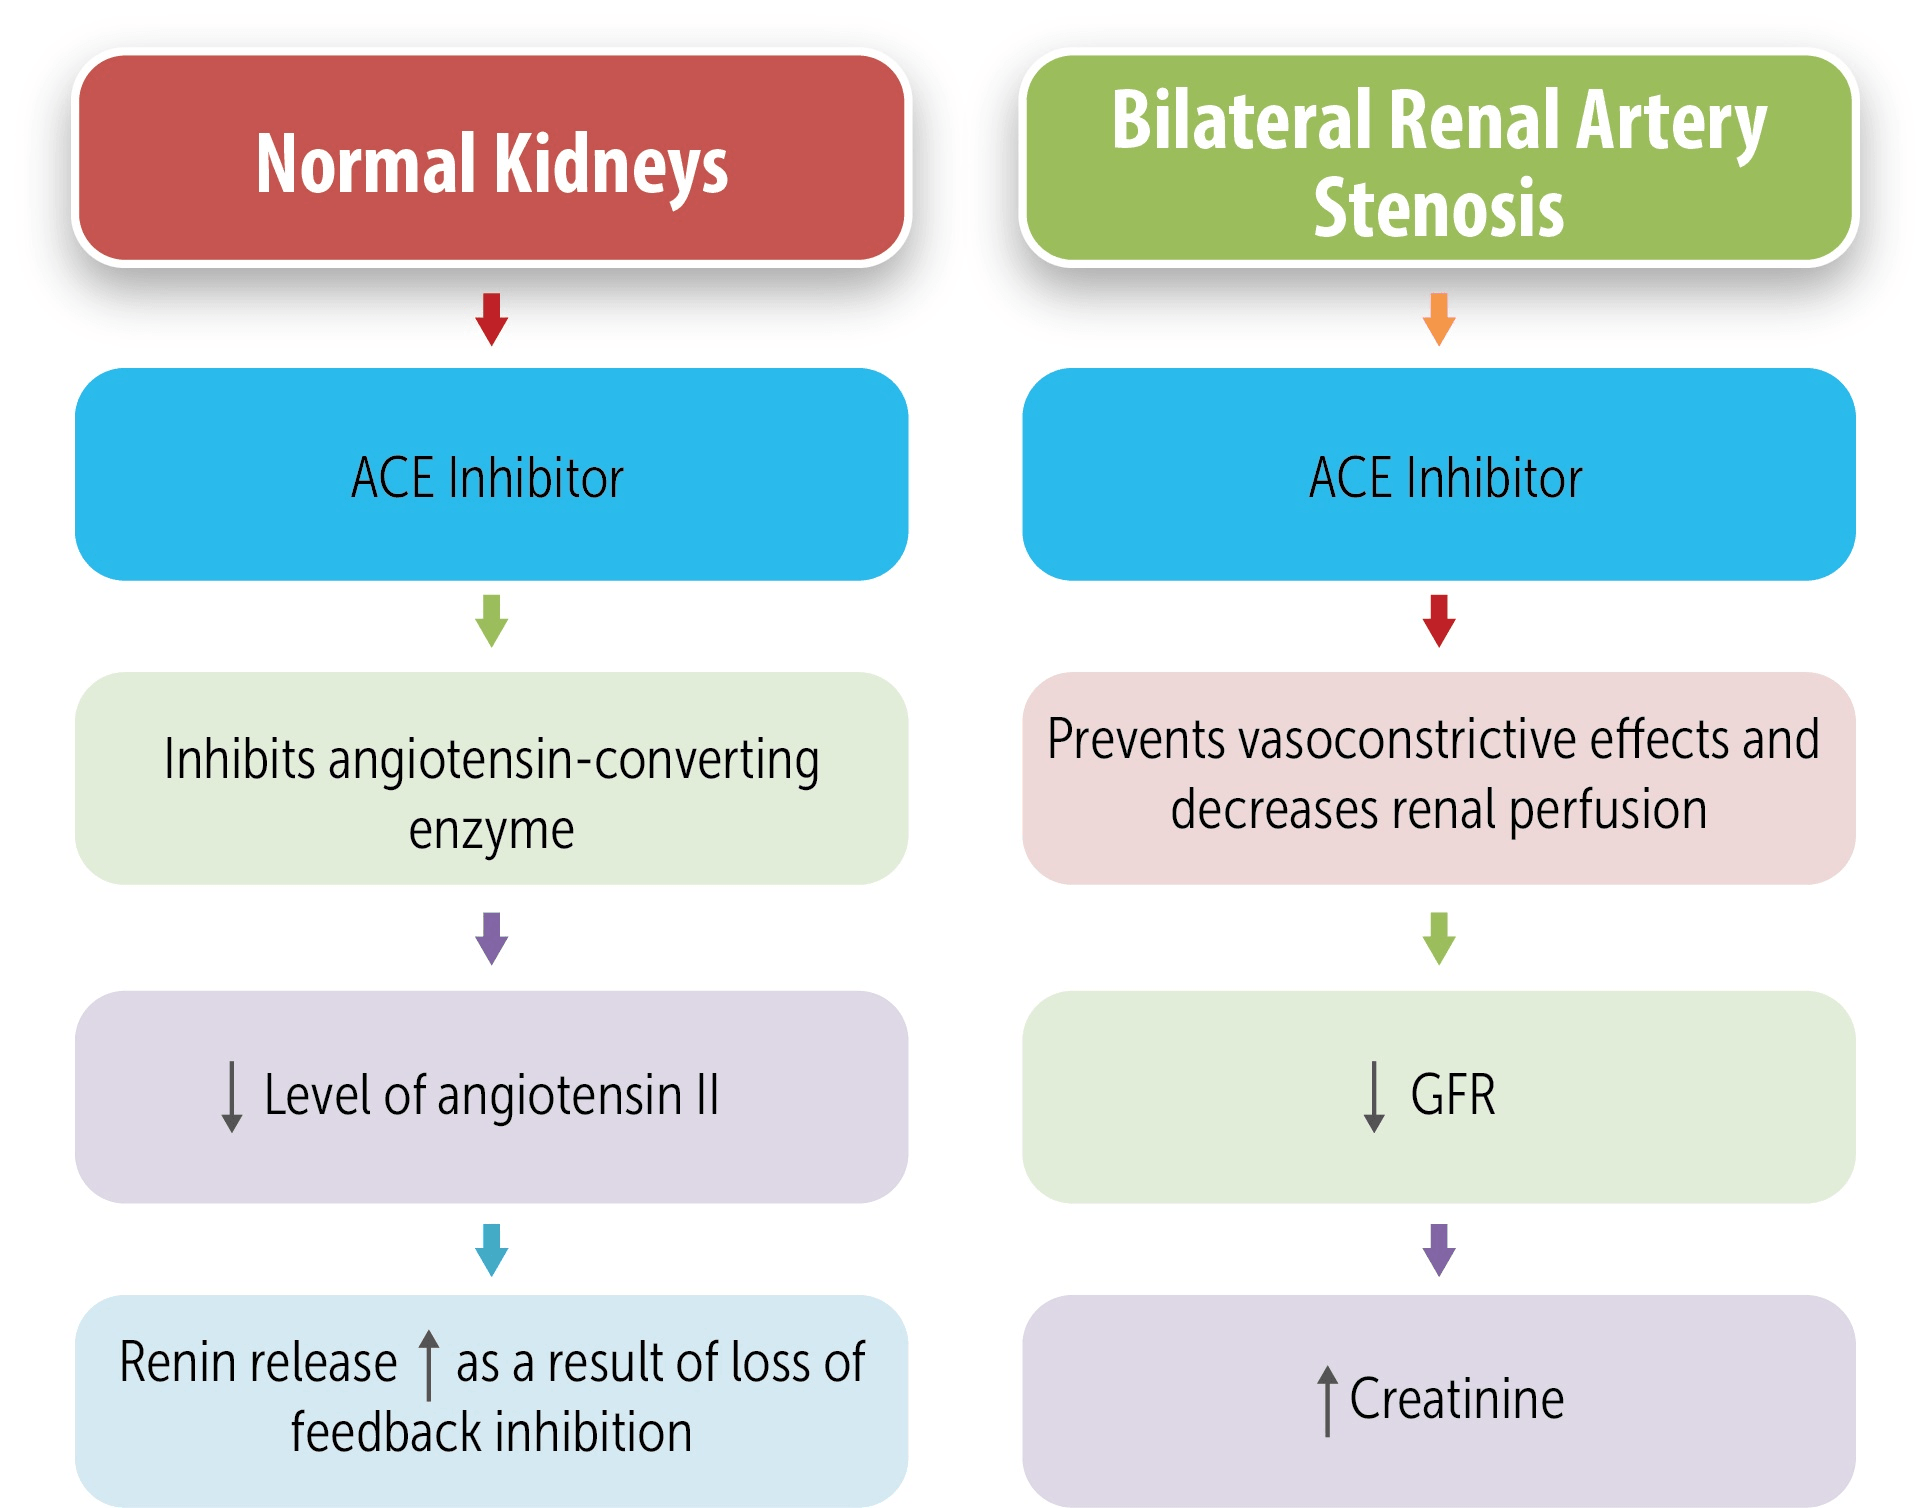 Normal Kidneys
ACE Inhibitor
Inhibits angiotensin-converting
enzyme
↓ Level of angiotensin II
Renin release ↑ as a result of loss of
feedback inhibition
Bilateral Renal Artery
Stenosis
ACE Inhibitor
Prevents vasoconstrictive effects and
decreases renal perfusion
↓ GFR
↑ Creatinine